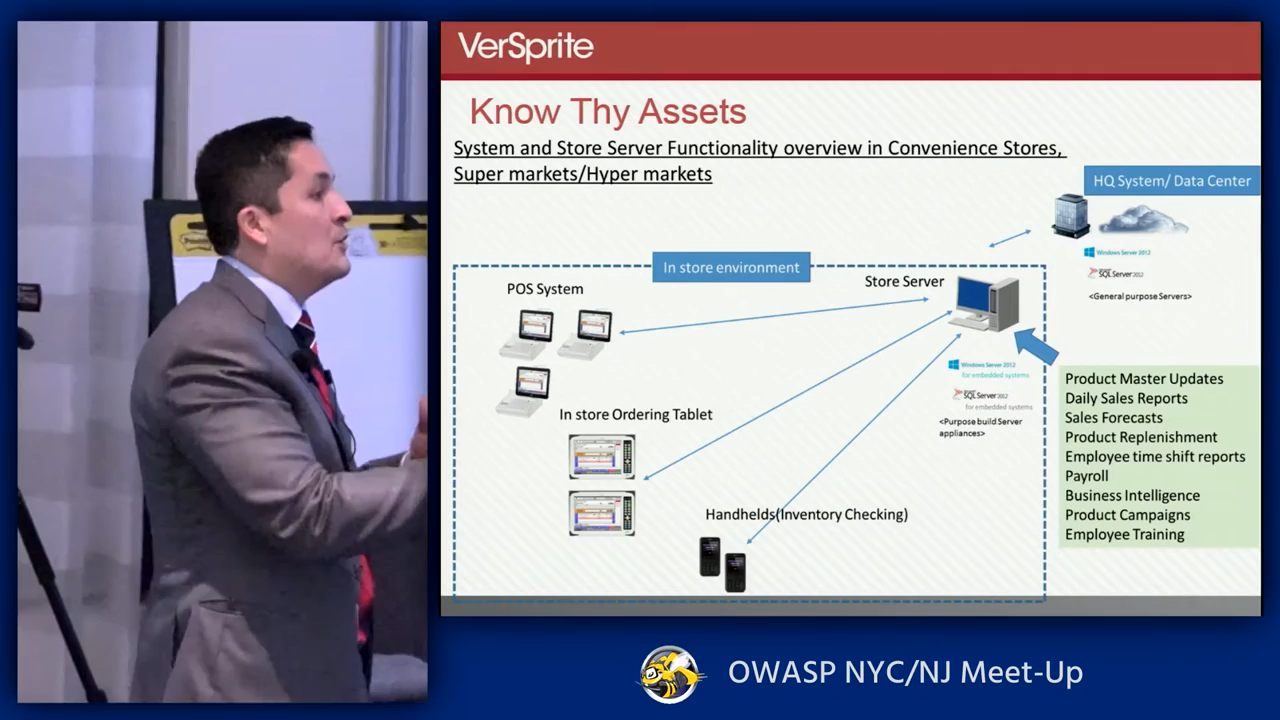 VerSprite
Know Thy Assets
System and Store Server Functionality overview in Convenience Stores,
Super markets/Hyper markets
HQ System/ Data Center
Windows Server 2012
SQL Server 2012
<General purpose Servers>
In store environment
POS System
Store Server
Windows Server 2012
for embedded systems
SQL Server 2012
for embedded systems
<Purpose build Server
appliances>
In store Ordering Tablet
Handhelds(Inventory Checking)
Product Master Updates
Daily Sales Reports
Sales Forecasts
Product Replenishment
Employee time shift reports
Payroll
Business Intelligence
Product Campaigns
Employee Training
OWASP NYC/NJ Meet-Up